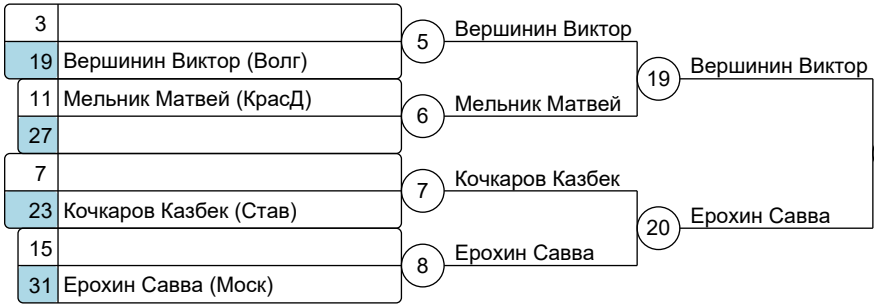 3
19 Вершинин Виктор (Волг)
11 Мельник Матвей (КрасД)
27
7
23 Кочкаров Казбек (Став)
15
31 Ерохин Савва (Моск)
5 Вершинин Виктор
6 Мельник Матвей
7 Кочкаров Казбек
8 Ерохин Савва
19 Вершинин Виктор
20 Ерохин Савва